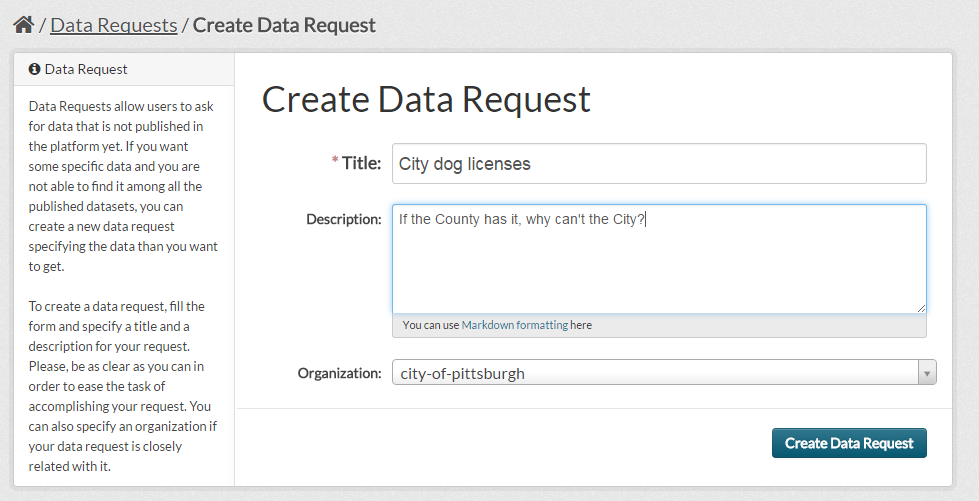 / Data Requests / Create Data Request
Data Request
Data Requests allow users to ask
for data that is not published in
the platform yet. If you want
some specific data and you are
not able to find it among all the
published datasets, you can
create a new data request
specifying the data than you want
to get.
To create a data request, fill the
form and specify a title and a
description for your request.
Please, be as clear as you can in
order to ease the task of
accomplishing your request. You
can also specify an organization if
your data request is closely
related with it.
Create Data Request
* Title: City dog licenses
Description: If the County has it, why can't the City?
You can use Markdown formatting here
Organization: city-of-pittsburgh
Create Data Request